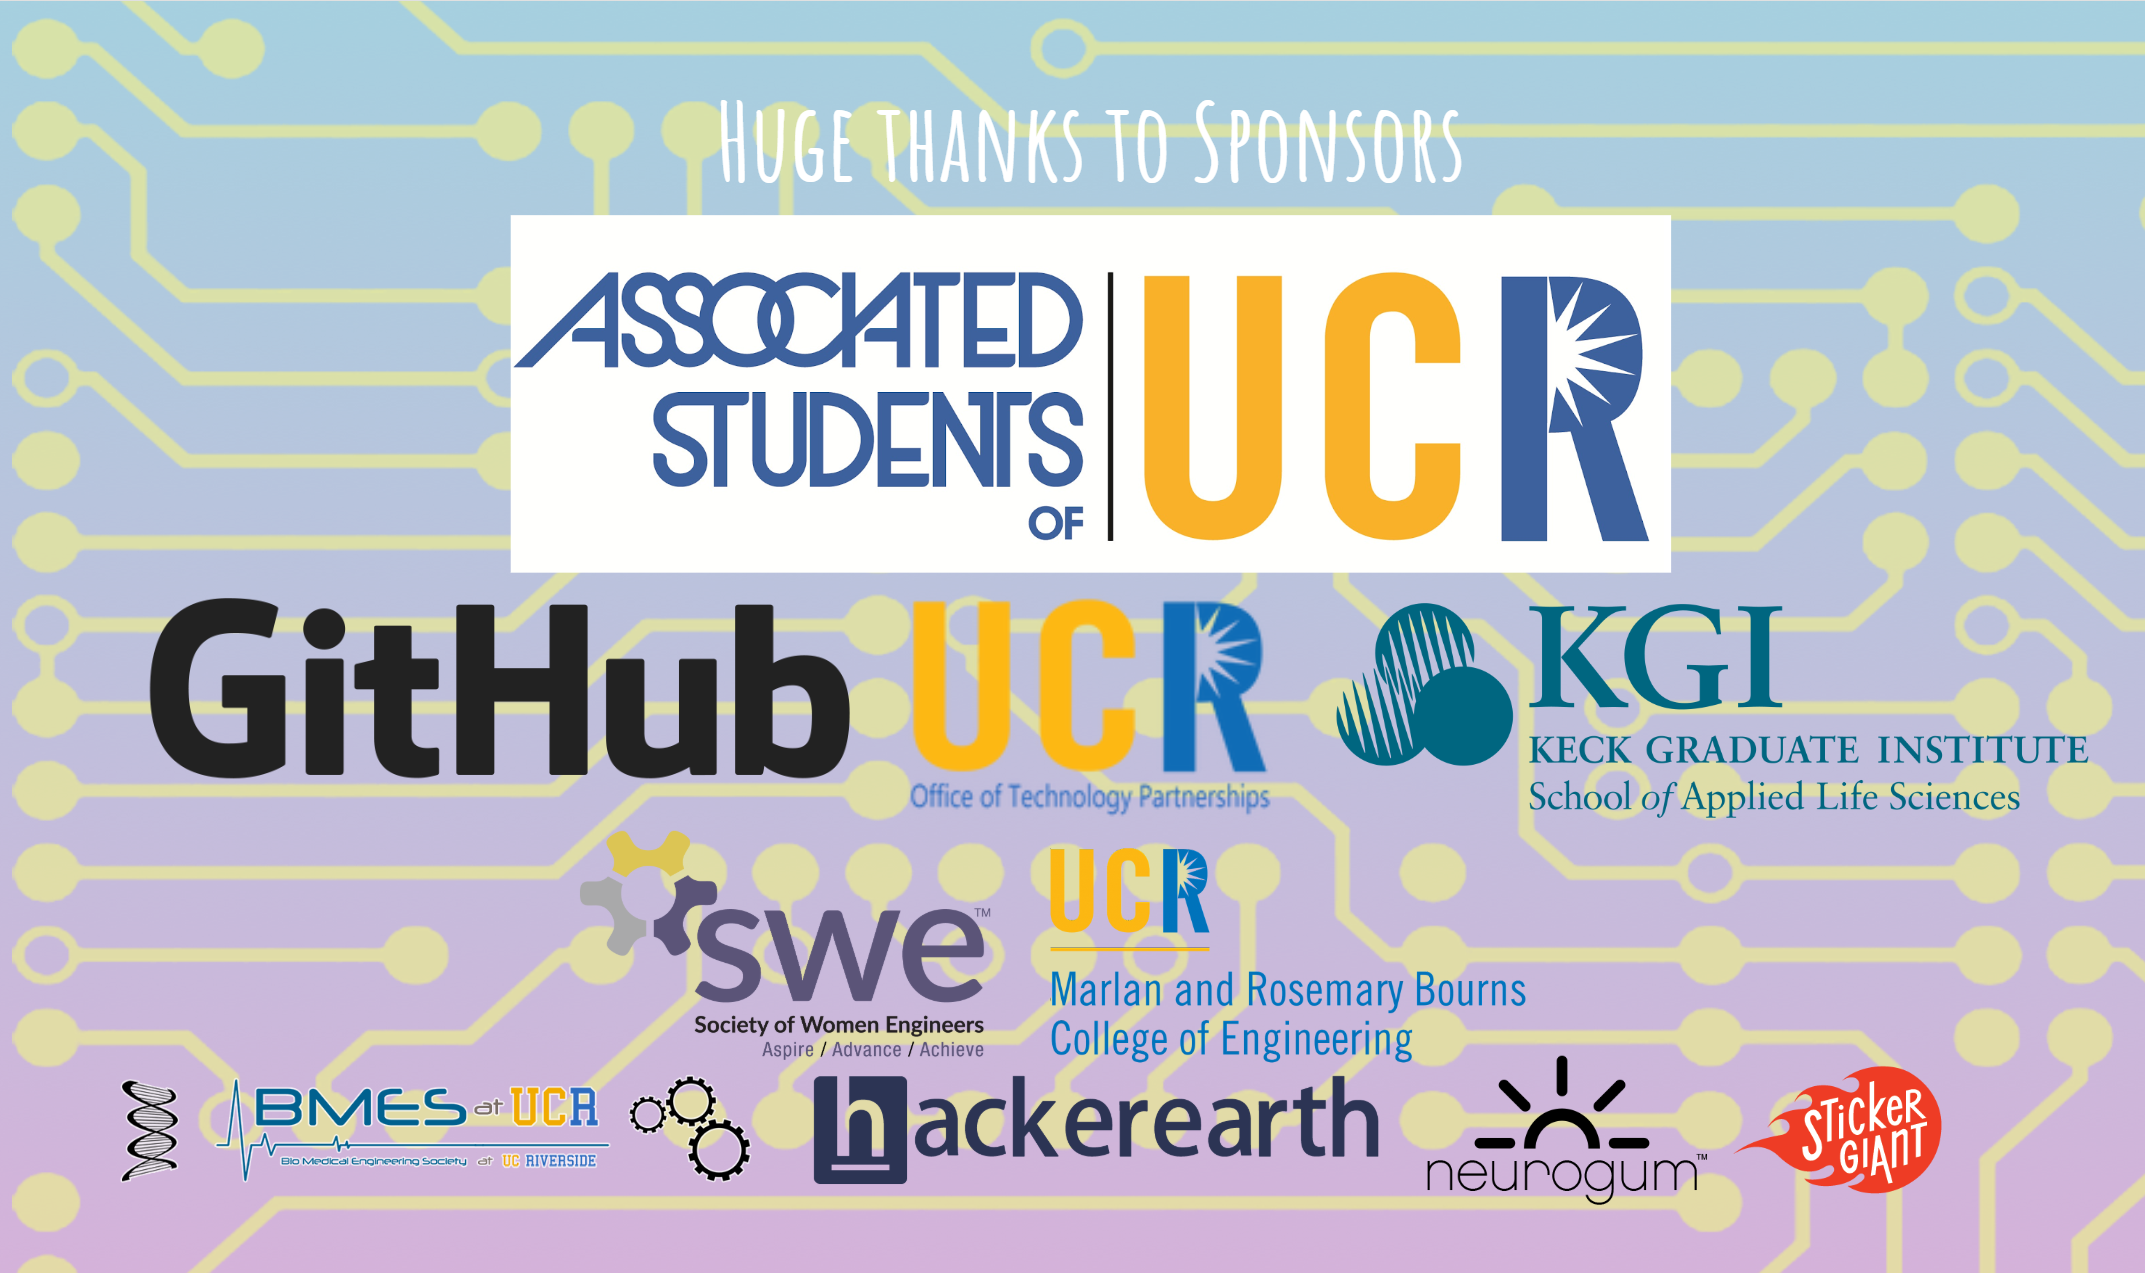 HUGE THANKS TO SPONSORS
ASSOCIATED
STUDENTS
OF
UCR
GitHub
UCR
Office of Technology Partnerships
KGI
KECK GRADUATE INSTITUTE
School of Applied Life Sciences
swe™
Society of Women Engineers
Aspire / Advance / Achieve
UCR
Marlan and Rosemary Bourns
College of Engineering
BMES at UCR
Bio Medical Engineering Society at UC RIVERSIDE
hackerearth
neurogum™
STICKER
GIANT